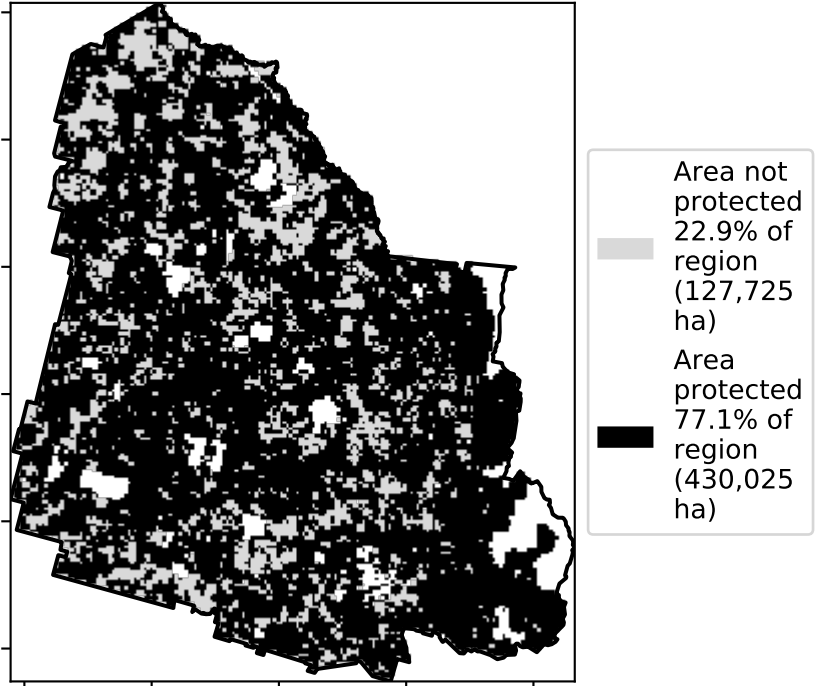 Area not
protected
22.9% of
region
(127,725
ha)
Area
protected
77.1% of
region
(430,025
ha)